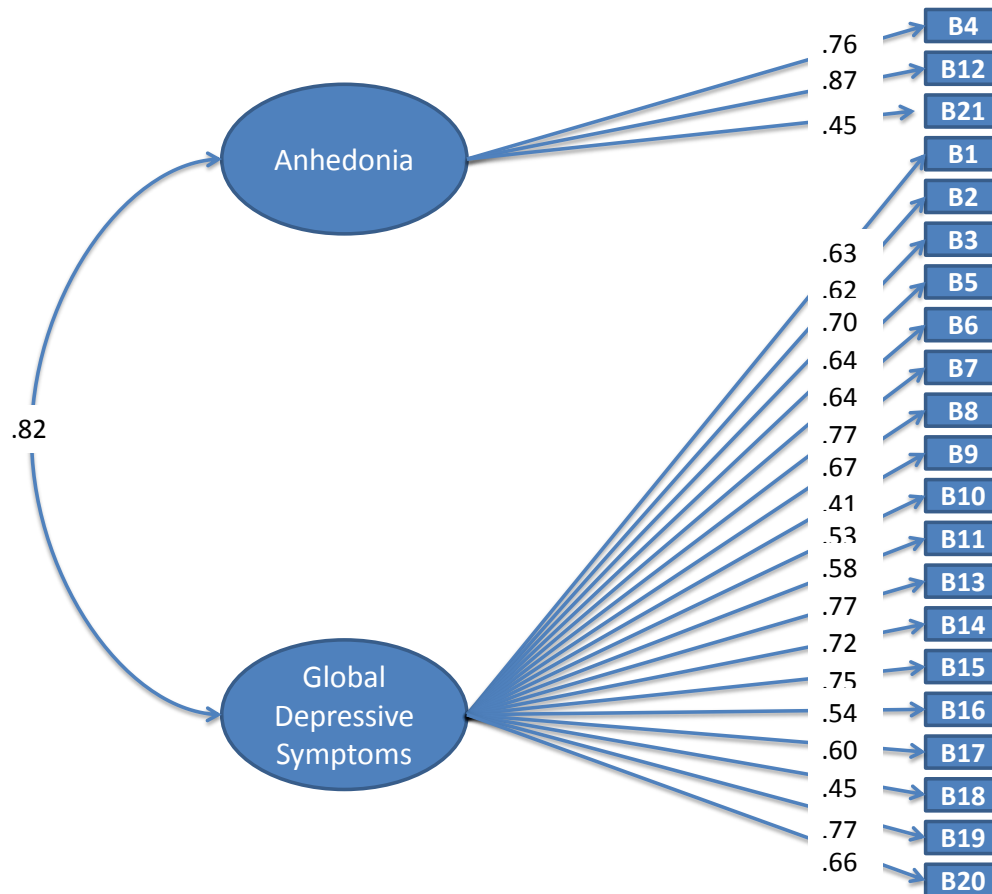 B4
.76
B12
.87
B21
.45
Anhedonia
B1
B2
B3
.63
B5
.62
B6
.70
B7
.64
B8
.64
.82
.77
B9
.67
B10
.41
B11
.53
.58
B13
.77
B14
.72
B15
.75
B16
.54
B17
.60
B18
.45
B19
.77
B20
.66
Global
Depressive
Symptoms